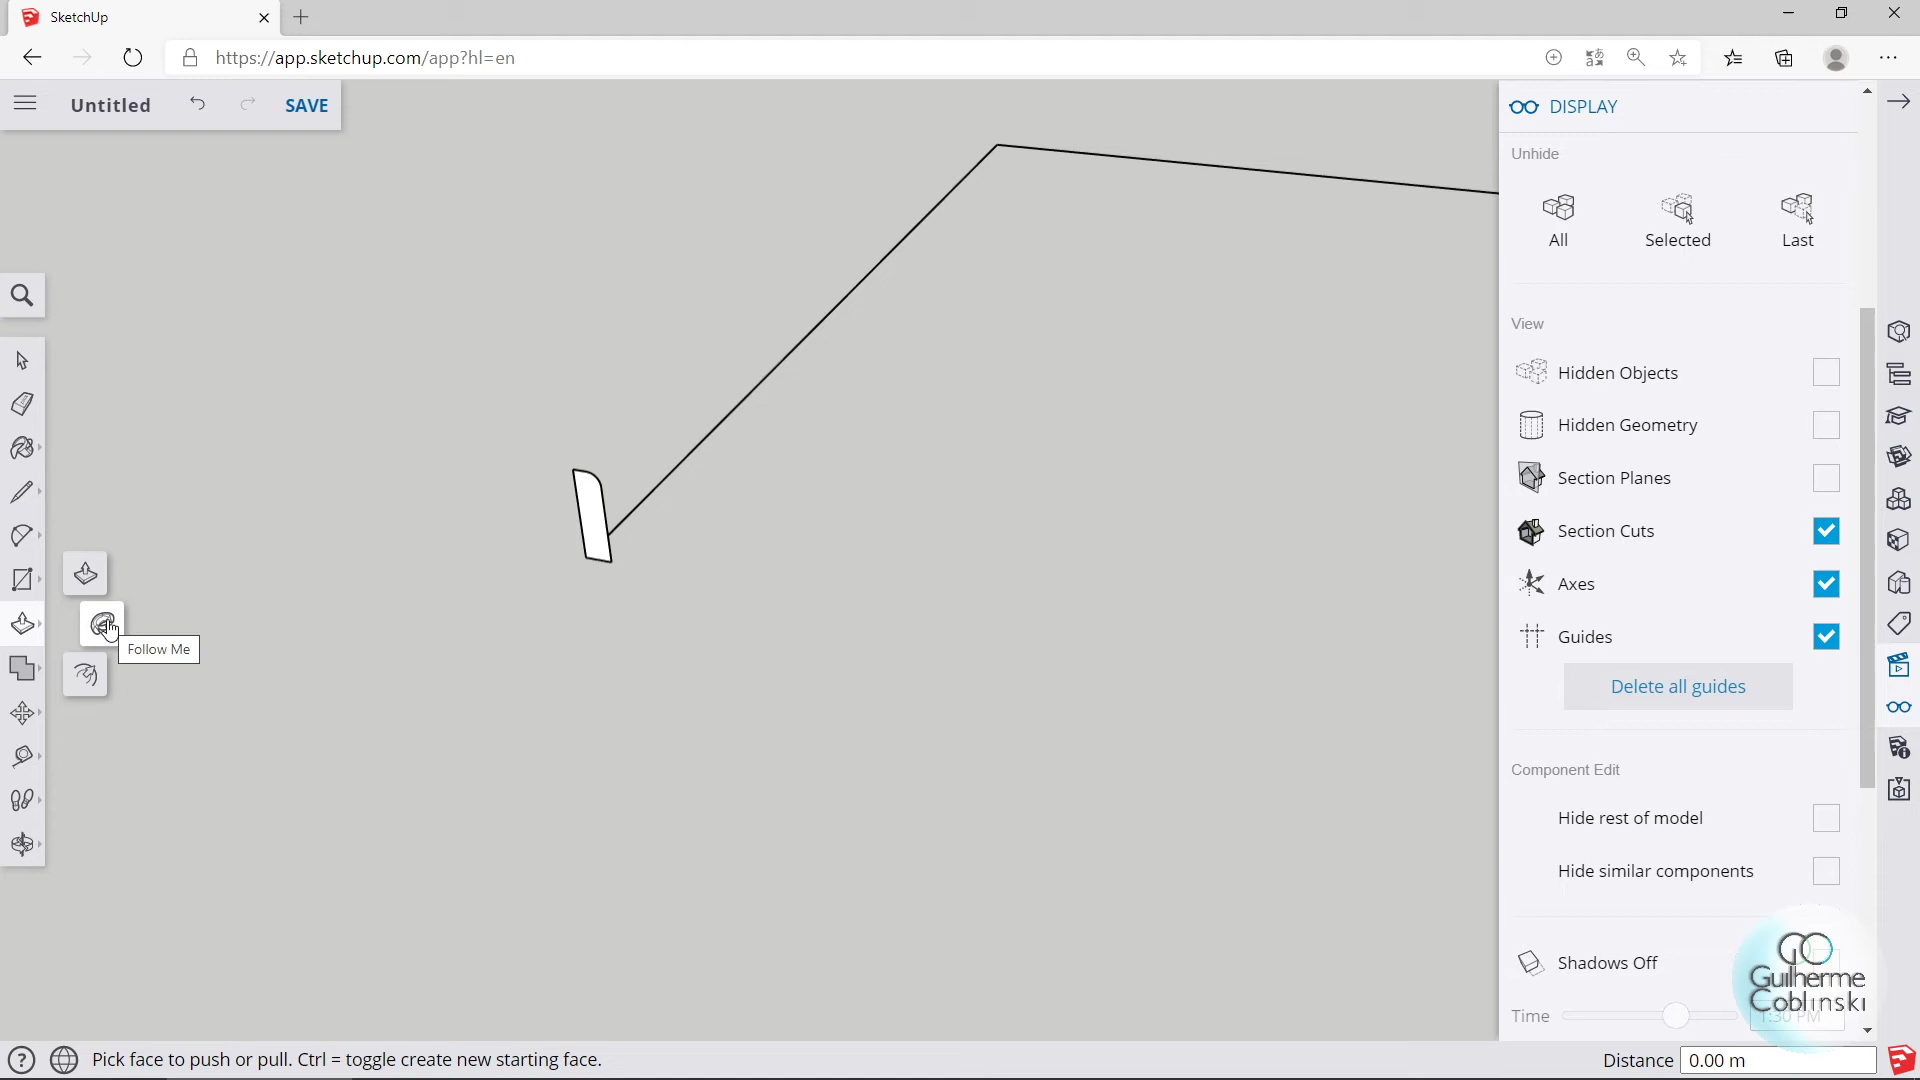 SketchUp
https://app.sketchup.com/app?hl=en
Untitled
SAVE
DISPLAY
Unhide
All
Selected
Last
View
Hidden Objects
Hidden Geometry
Section Planes
Section Cuts
Axes
Guides
Delete all guides
Follow Me
Component Edit
Hide rest of model
Hide similar components
Shadows Off
Guilherme
Coblinski
Time
1:30 PM
Pick face to push or pull. Ctrl = toggle create new starting face.
Distance
0.00 m